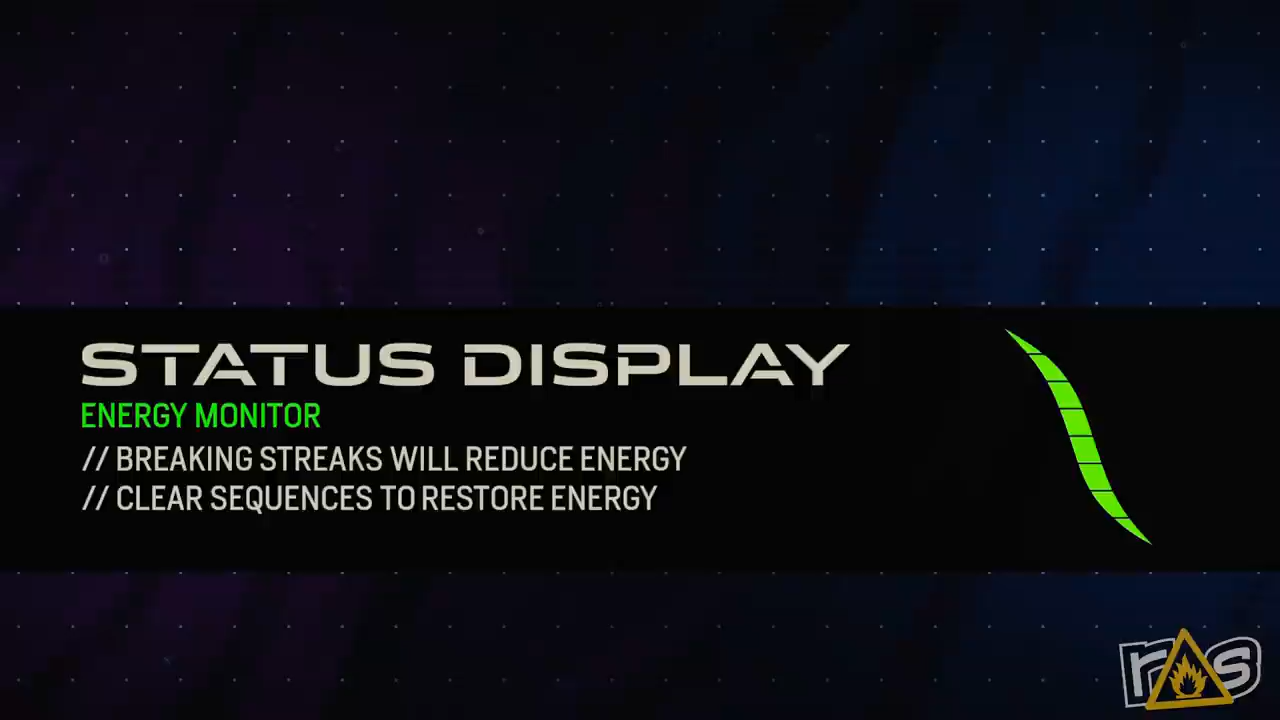 STATUS DISPLAY
ENERGY MONITOR
// BREAKING STREAKS WILL REDUCE ENERGY
// CLEAR SEQUENCES TO RESTORE ENERGY